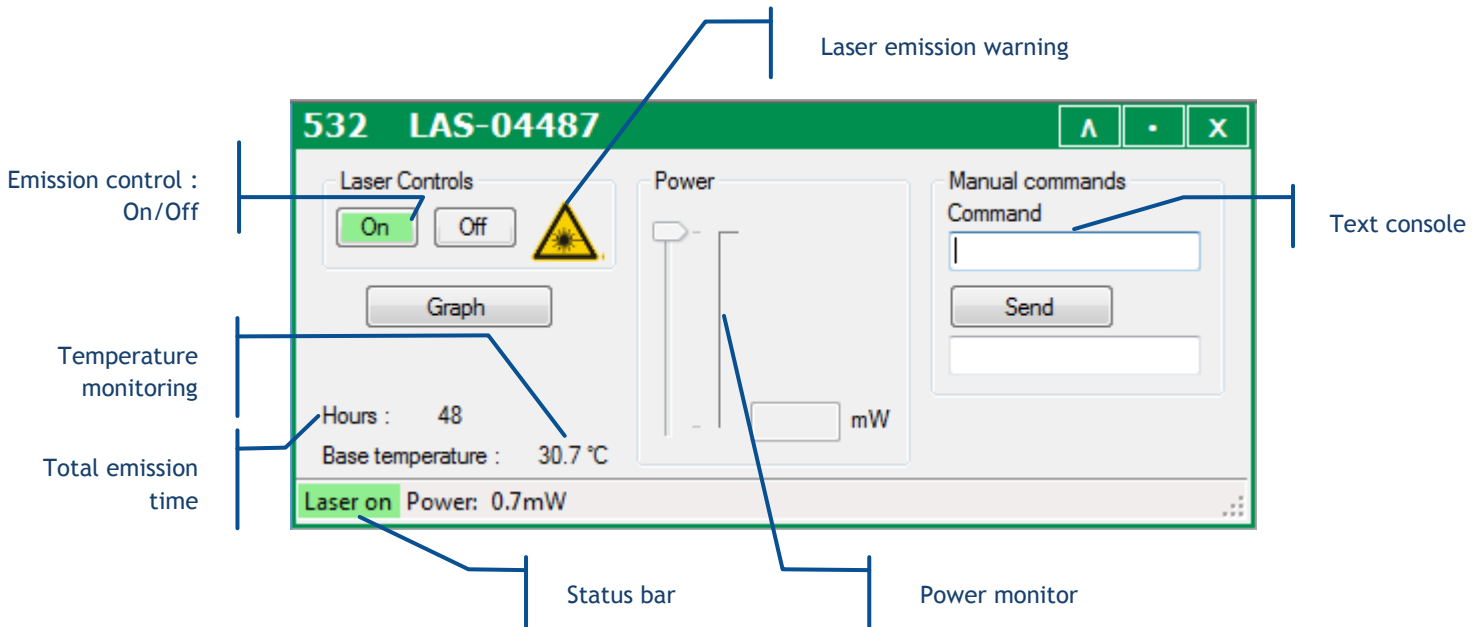 Laser emission warning
532 LAS-04487
Λ · X
Emission control :
On/Off
Laser Controls
On Off
Power
Manual commands
Command
Text console
Graph
Send
Temperature
monitoring
Hours : 48
mW
Base temperature : 30.7 °C
Total emission
time
Laser on Power: 0.7mW
Status bar
Power monitor